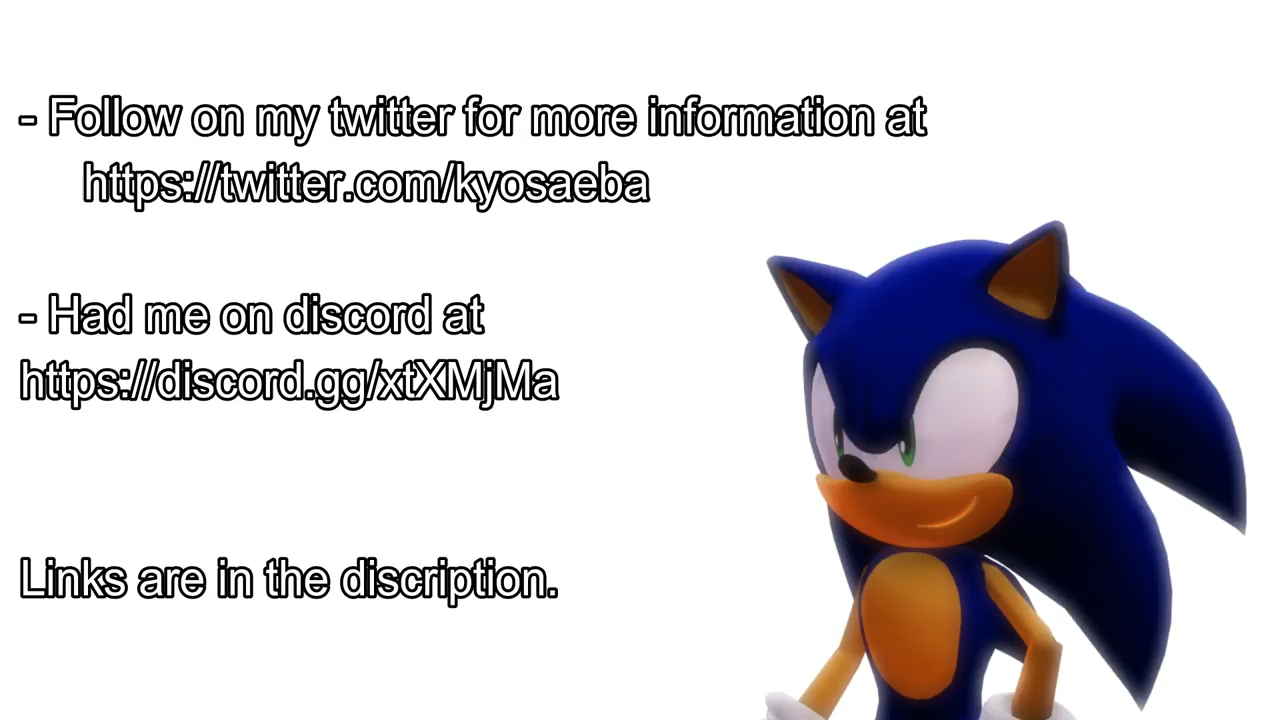 - Follow on my twitter for more information at
https://twitter.com/kyosaeba
- Had me on discord at
https://discord.gg/xtXMjMa
Links are in the discription.